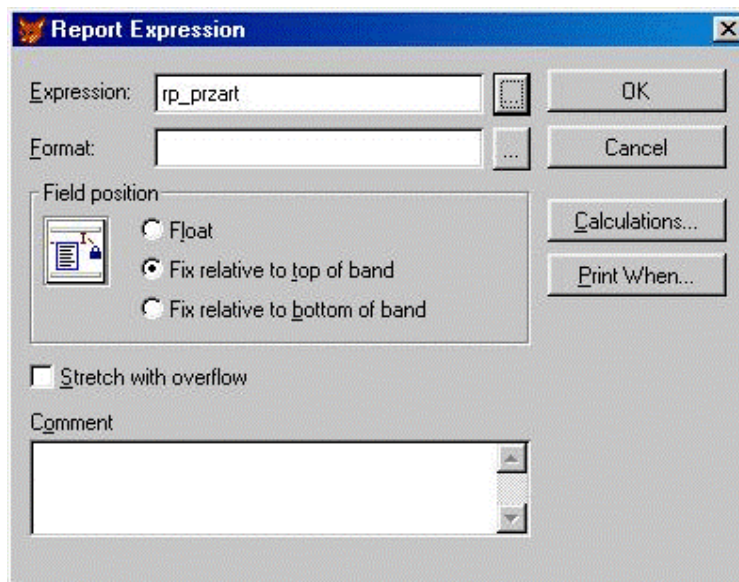 Report Expression
Expression: rp_przart ... OK
Format: ... Cancel
Field position
Float
Fix relative to top of band
Fix relative to bottom of band
Calculations...
Print When...
Stretch with overflow
Comment